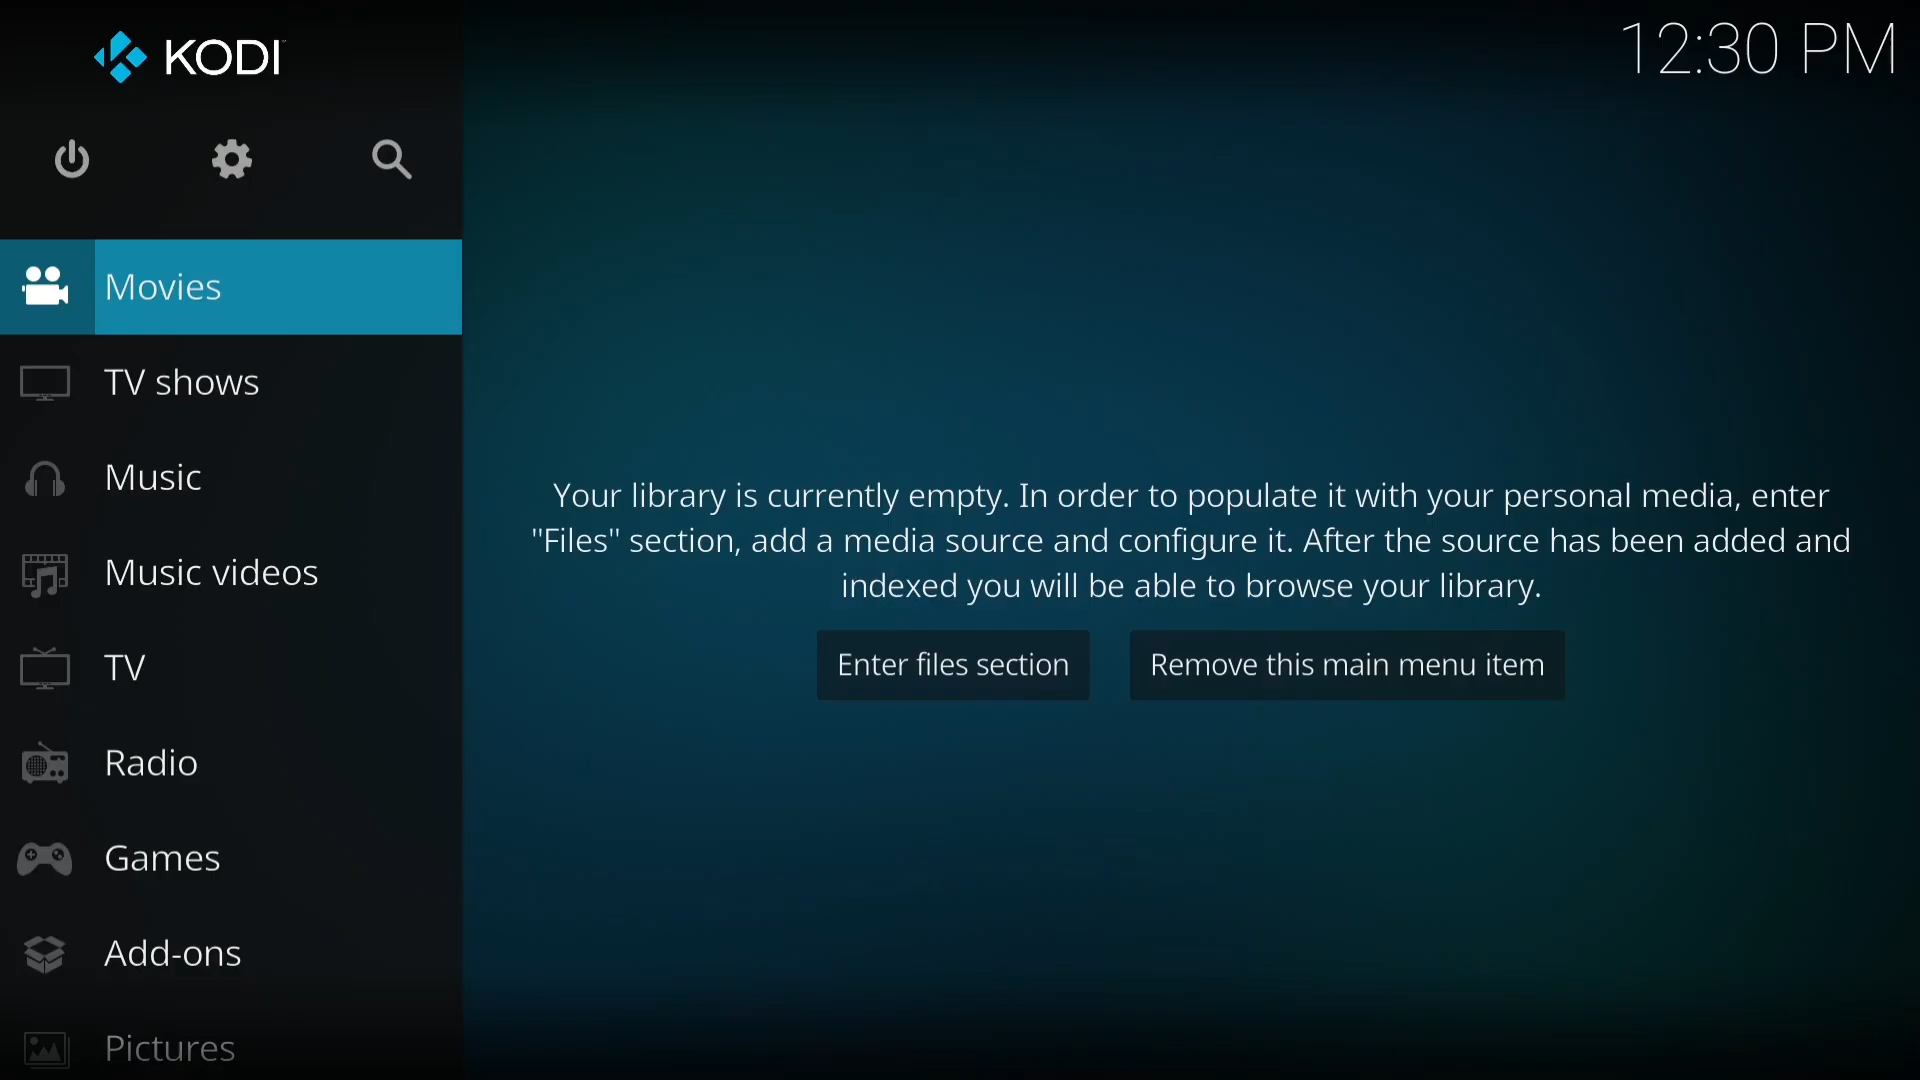 KODI
12:30 PM
Movies
TV shows
Music
Music videos
TV
Radio
Games
Add-ons
Pictures
Your library is currently empty. In order to populate it with your personal media, enter
"Files" section, add a media source and configure it. After the source has been added and
indexed you will be able to browse your library.
Enter files section
Remove this main menu item